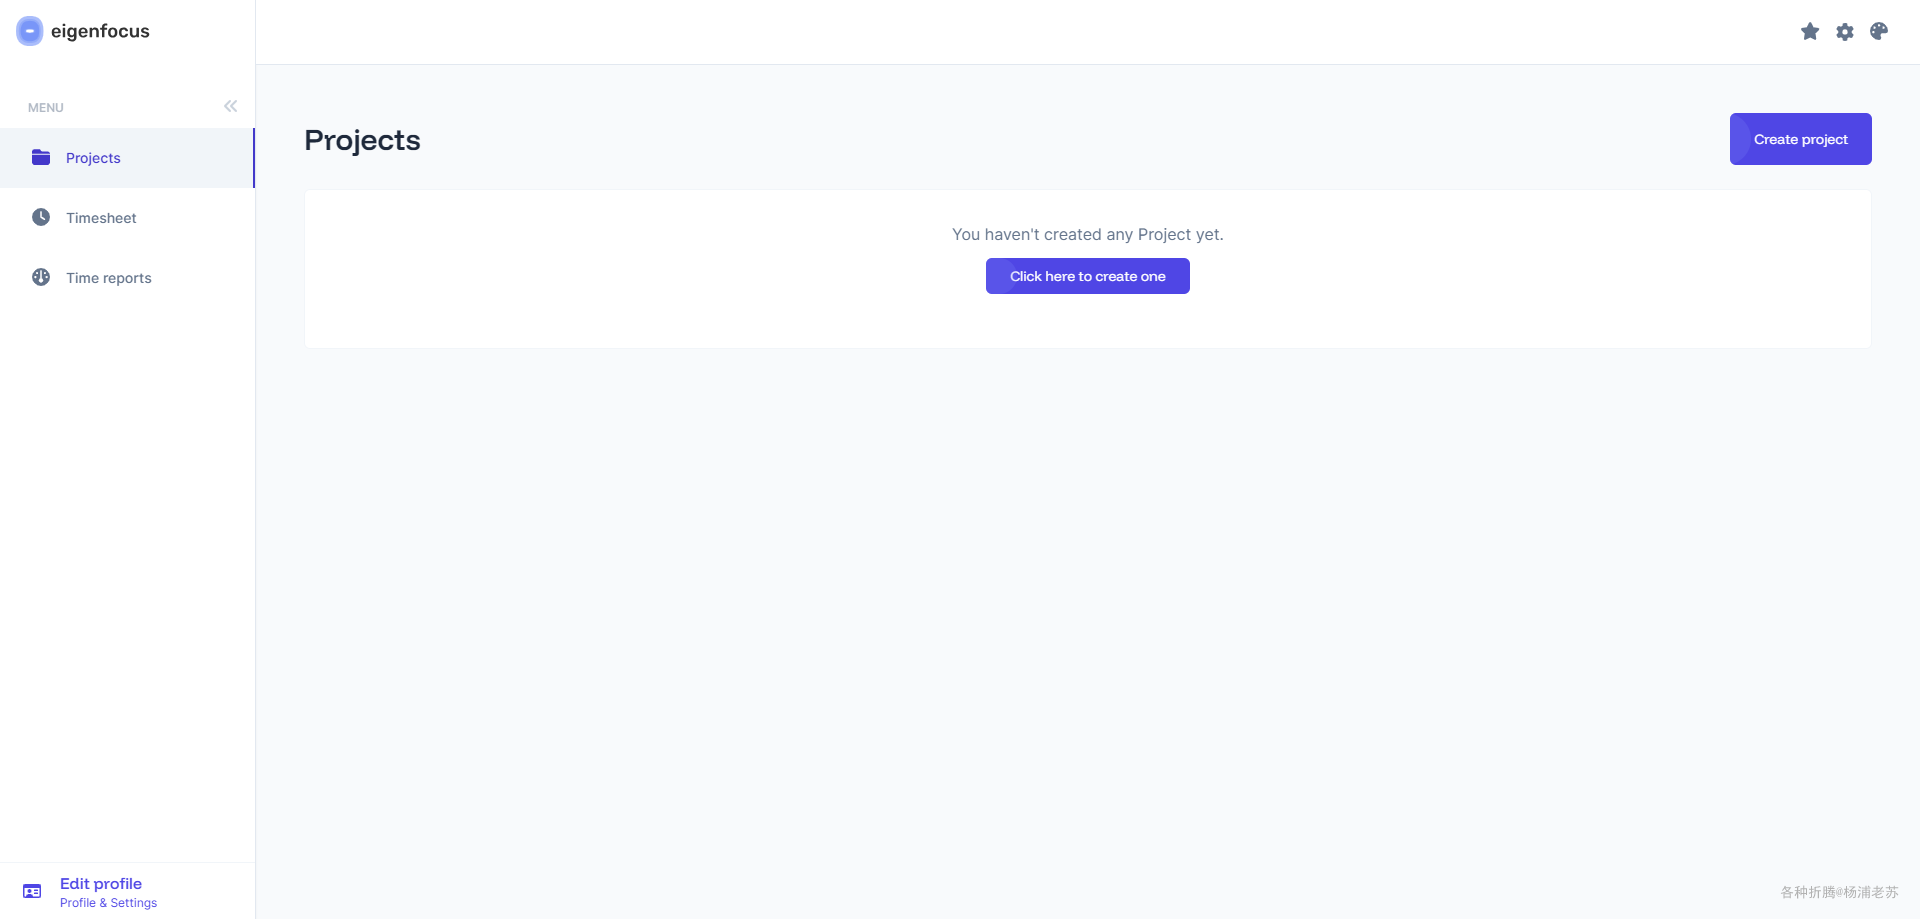 eigenfocus
MENU
Projects
Timesheet
Time reports
Edit profile
Profile & Settings
Projects
Create project
You haven't created any Project yet.
Click here to create one
各种折腾@杨浦老苏